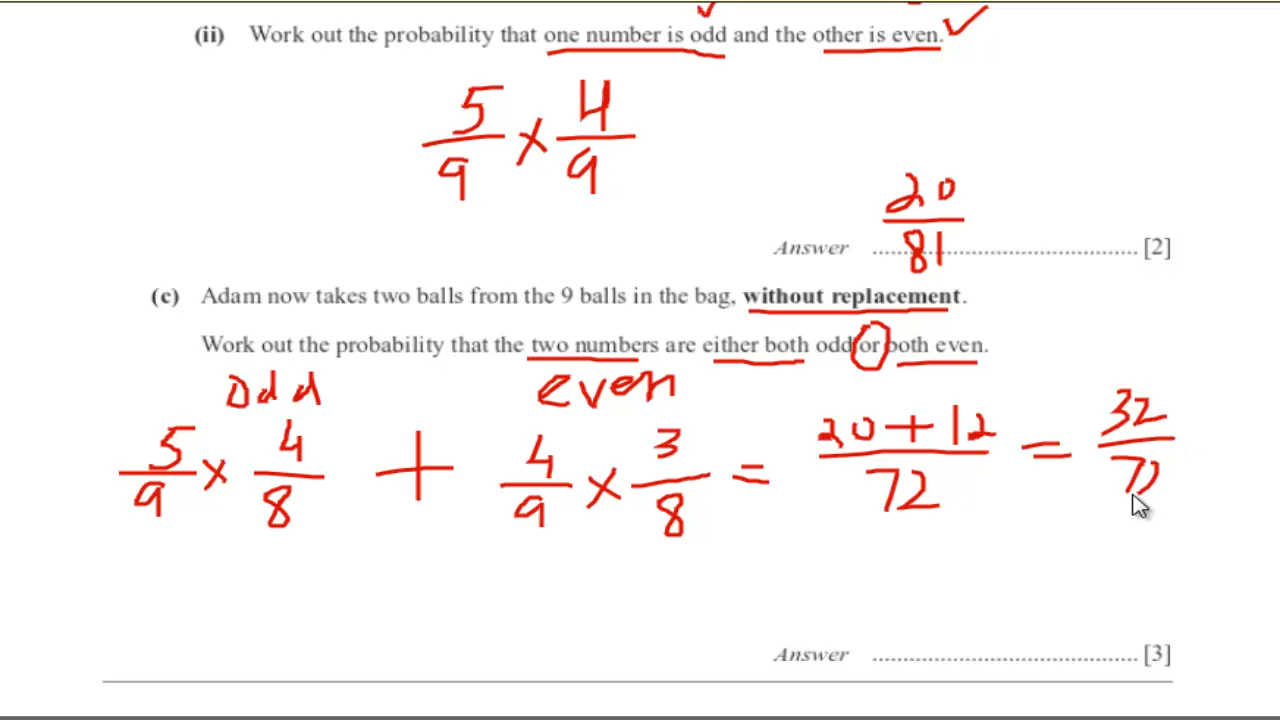 (ii) Work out the probability that one number is odd and the other is even.
5/9 × 4/9
20/81
Answer ............................................ [2]
(c) Adam now takes two balls from the 9 balls in the bag, without replacement.
Work out the probability that the two numbers are either both odd or both even.
Odd even
5/9 × 4/8 + 4/9 × 3/8 = 20 + 12/72 = 32/72
Answer ............................................ [3]